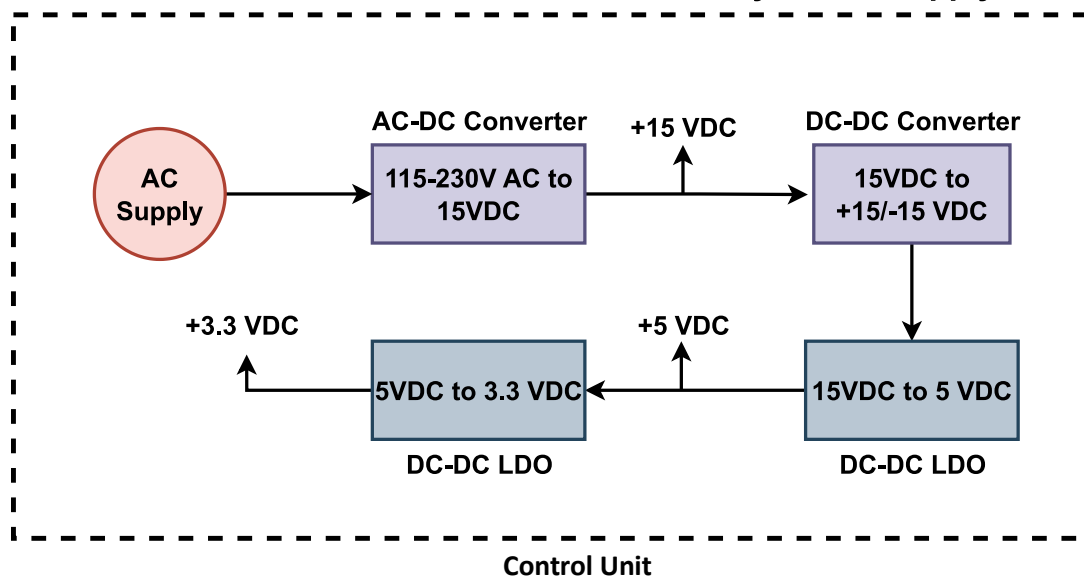 AC-DC Converter
+15 VDC
DC-DC Converter
AC
Supply
115-230V AC to
15VDC
15VDC to
+15/-15 VDC
+3.3 VDC
+5 VDC
5VDC to 3.3 VDC
15VDC to 5 VDC
DC-DC LDO
DC-DC LDO
Control Unit